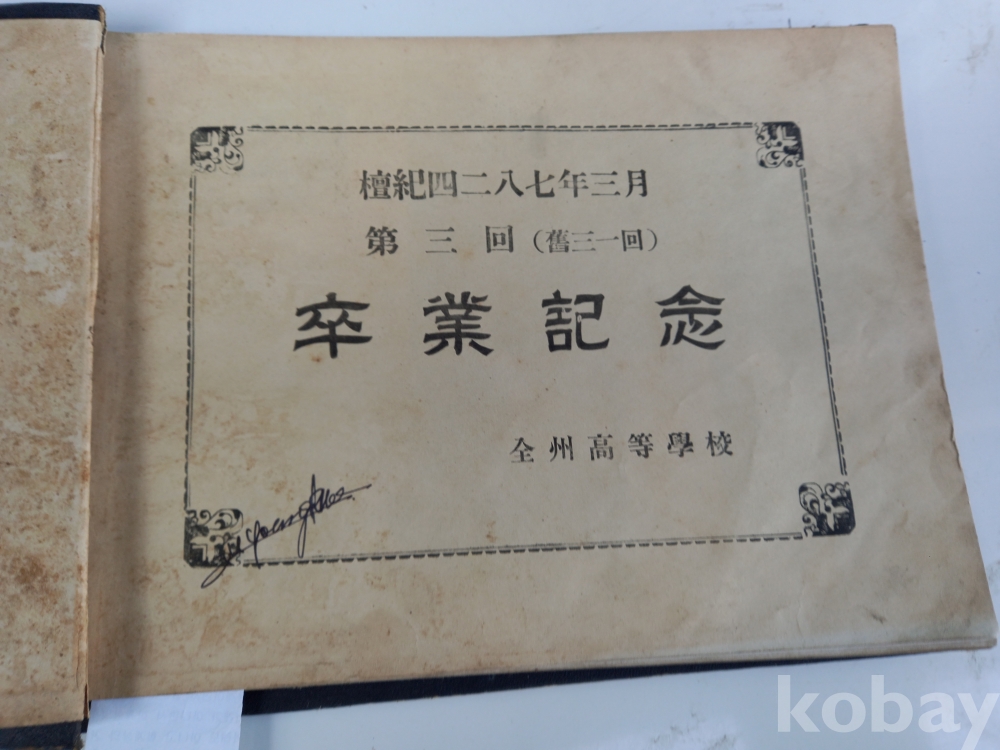 檀紀四二八七年三月
第三回(舊三一回)
卒業記念
全州高等學校
kobay